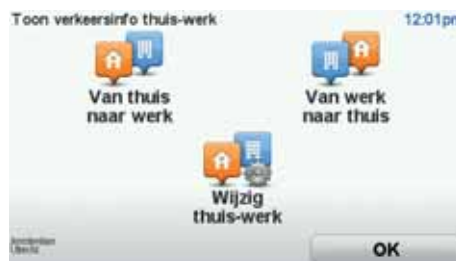 Toon verkeersinfo thuis-werk
12:01pm
Van thuis
naar werk
Van werk
naar thuis
Wijzig
thuis-werk
OK